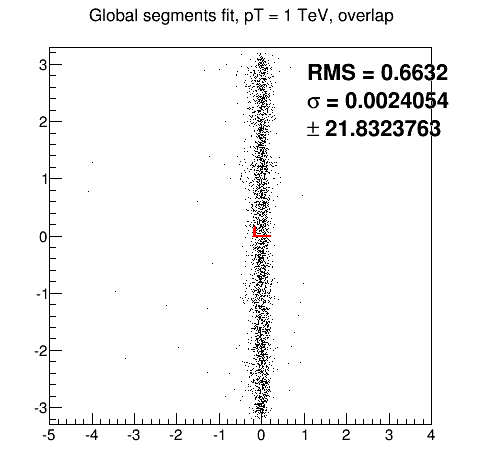 Global segments fit, pT = 1 TeV, overlap
RMS = 0.6632
σ = 0.0024054
± 21.8323763
3
2
1
0
-1
-2
-3
-5 -4 -3 -2 -1 0 1 2 3 4